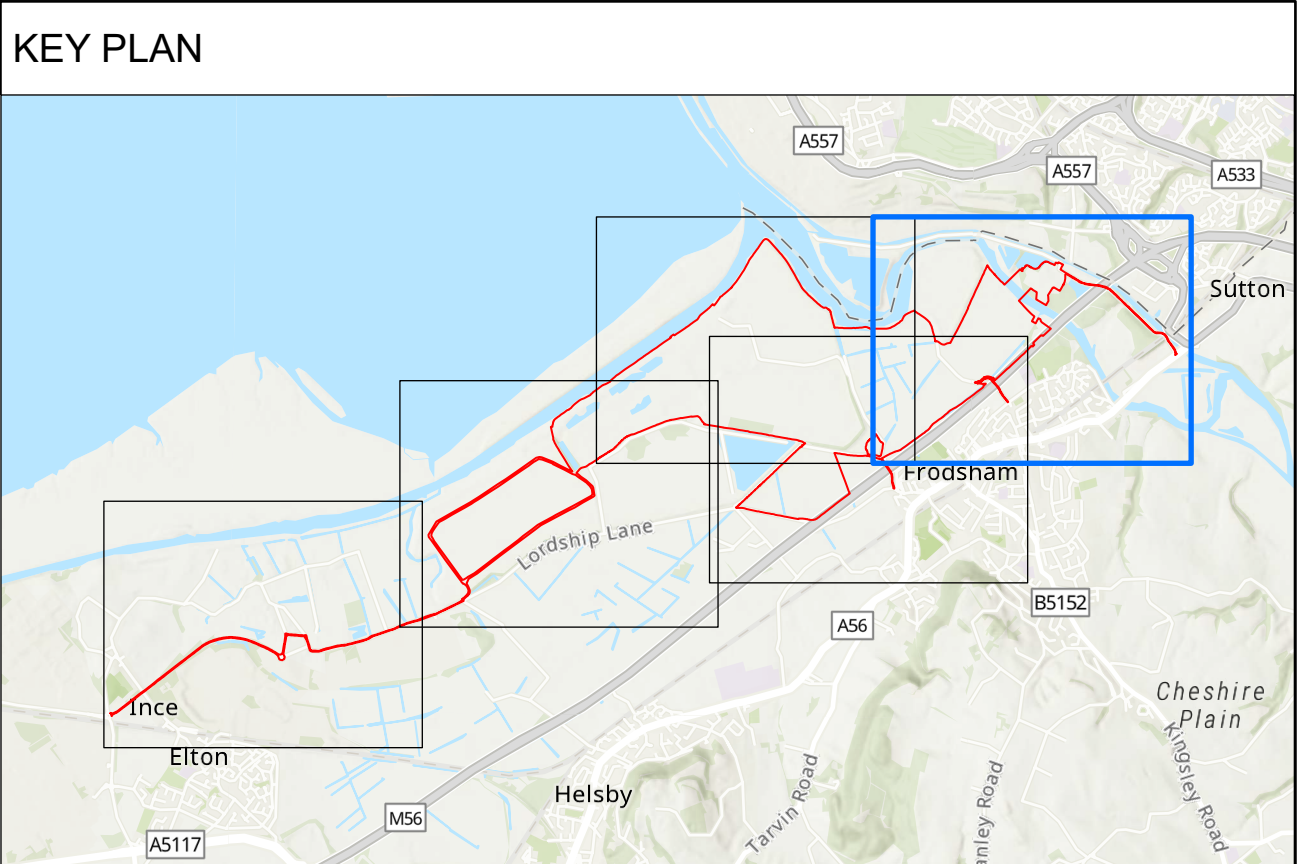 KEY PLAN
A557
A557
A533
Sutton
Frodsham
Lordship Lane
B5152
A56
Cheshire
Plain
Ince
Elton
Kingsley Road
Helsby
Tarvin Road
anley Road
M56
A5117